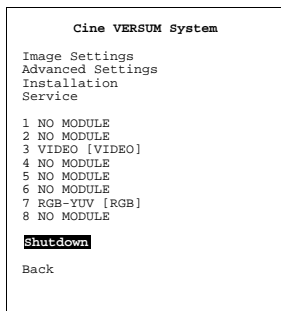 Cine VERSUM System
Image Settings
Advanced Settings
Installation
Service
1 NO MODULE
2 NO MODULE
3 VIDEO [VIDEO]
4 NO MODULE
5 NO MODULE
6 NO MODULE
7 RGB-YUV [RGB]
8 NO MODULE
Shutdown
Back